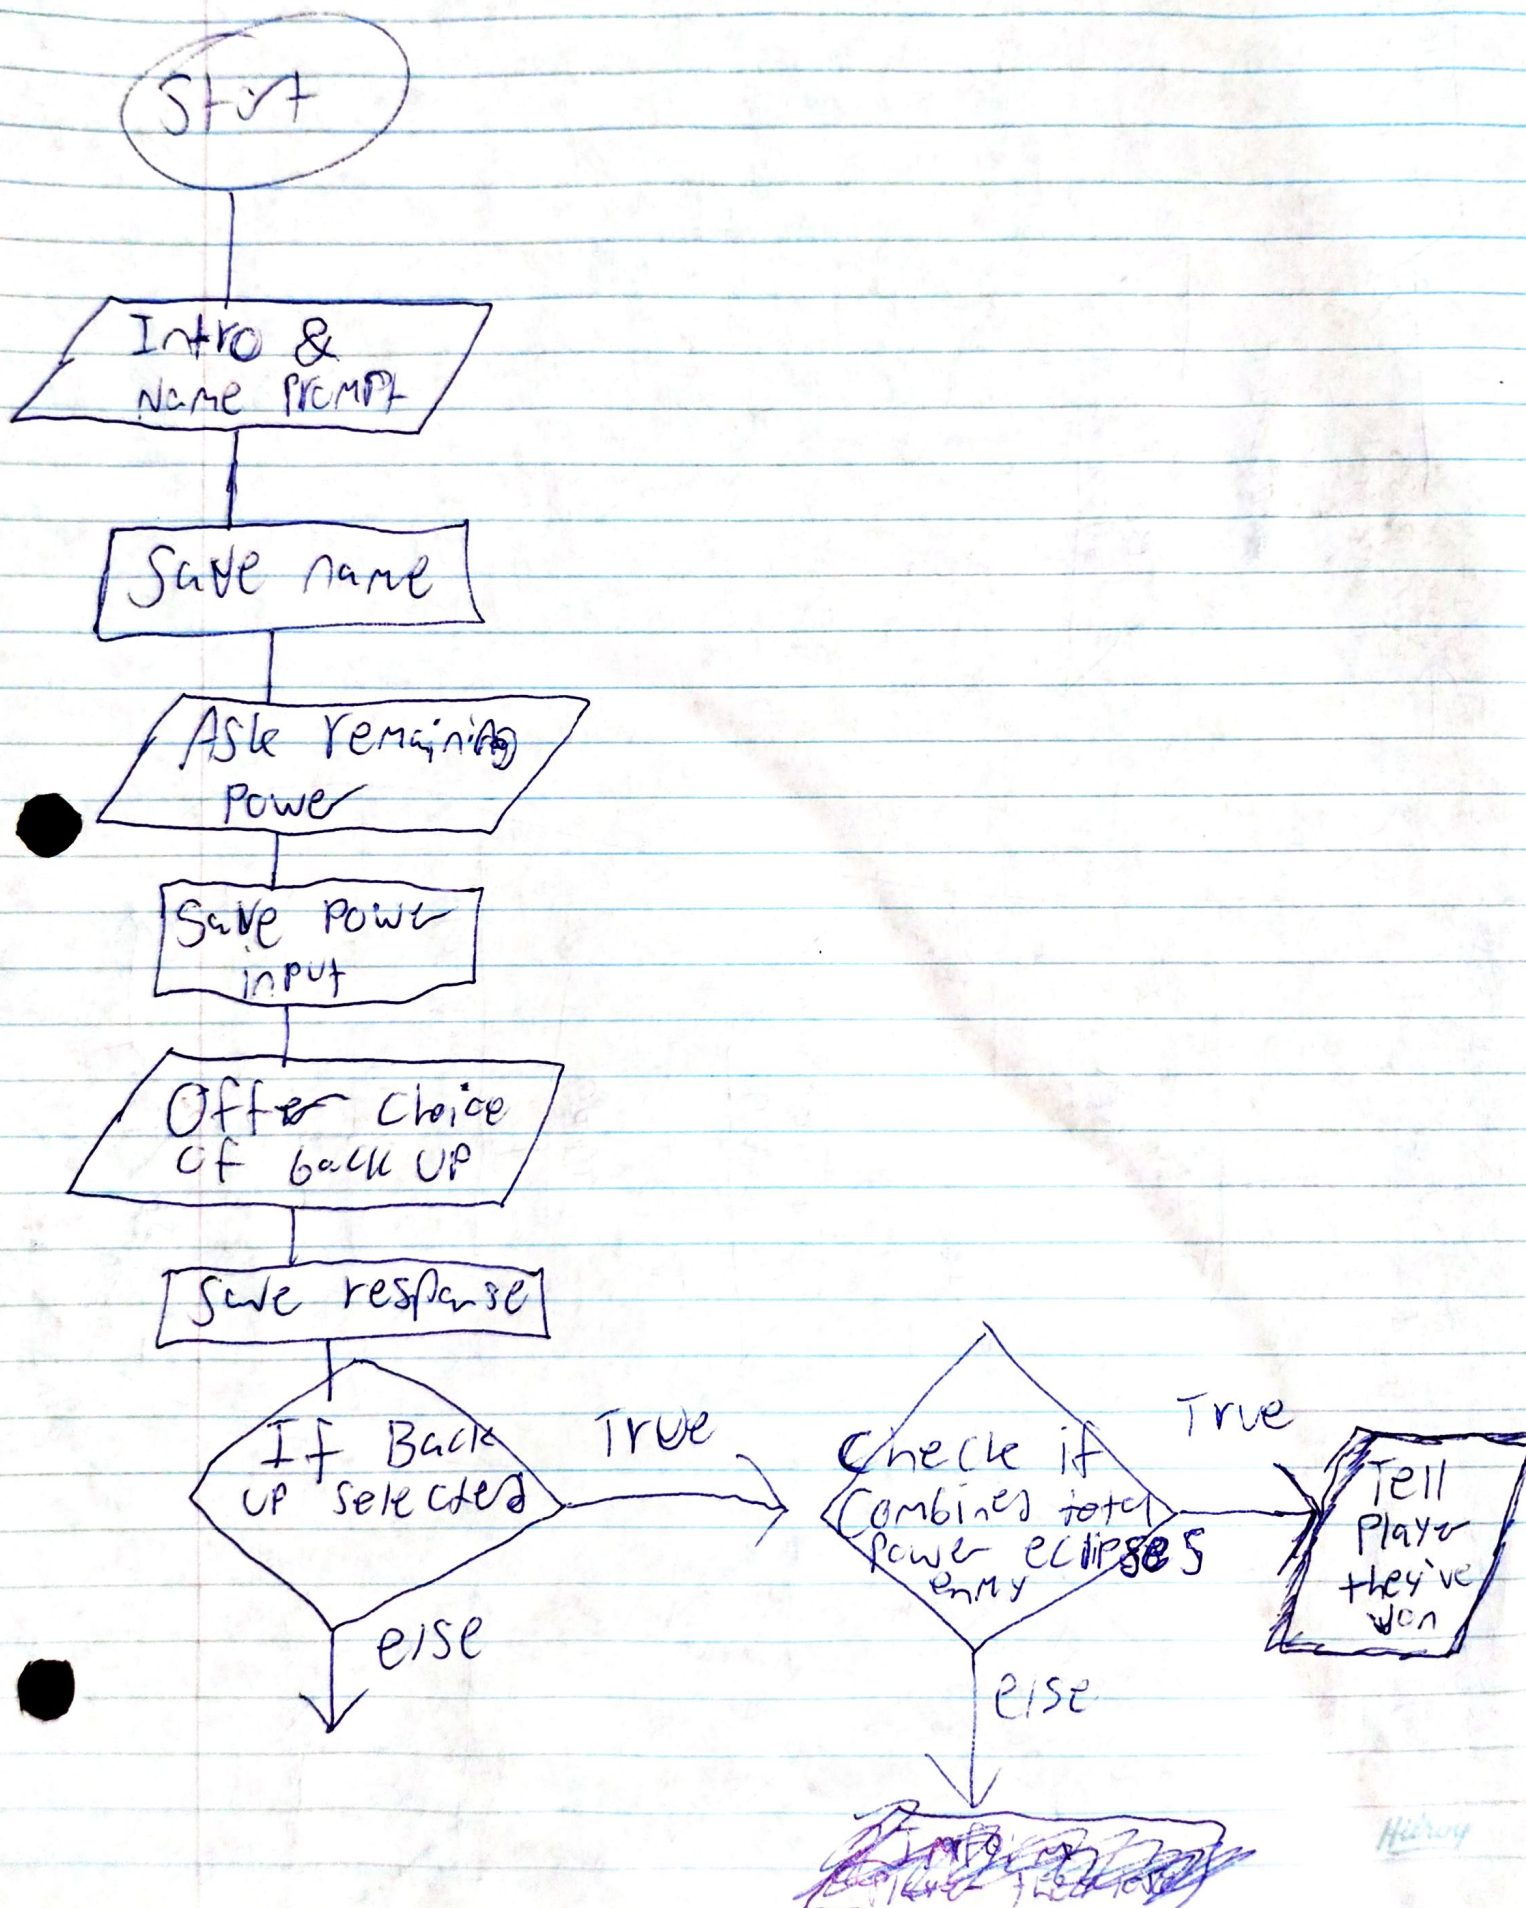 Start
Intro &
Name Prompt
Save name
Ask remaining
Power
Save Power
input
Offer choice
of back UP
Save response
If Back
UP selected
True
else
Check if
Combined total
Power eclipses
enmy
True
else
Tell
Player
they've
won
Hilroy